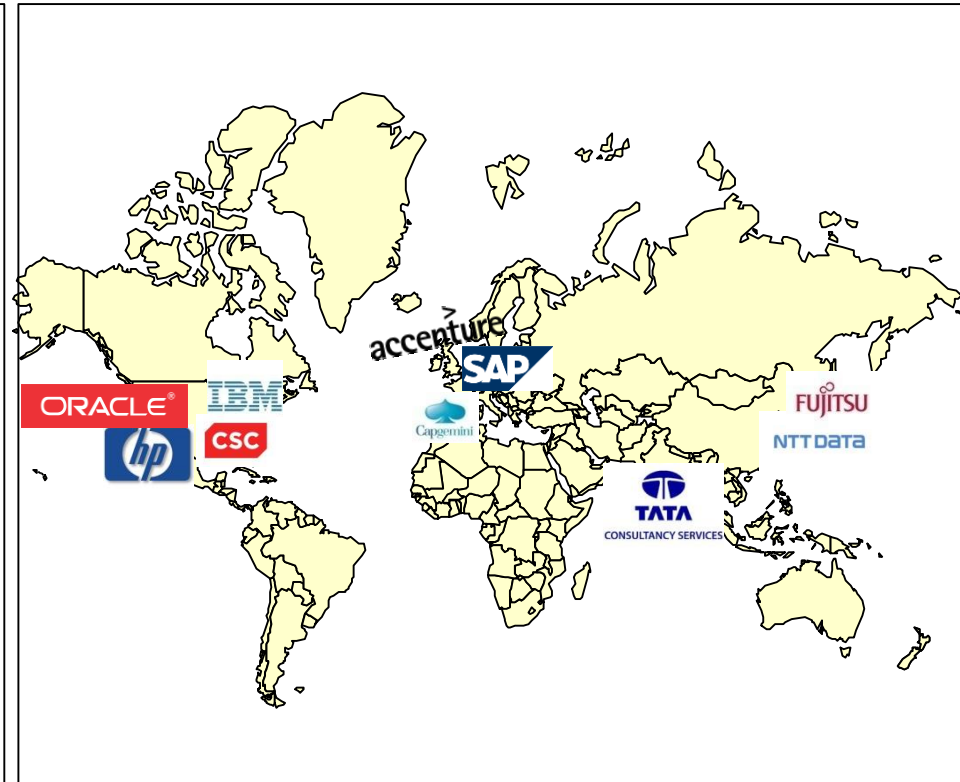 >
accenture
SAP
ORACLE®
IBM
hp
CSC
Capgemini
FUJITSU
NTT DATA
TATA
CONSULTANCY SERVICES